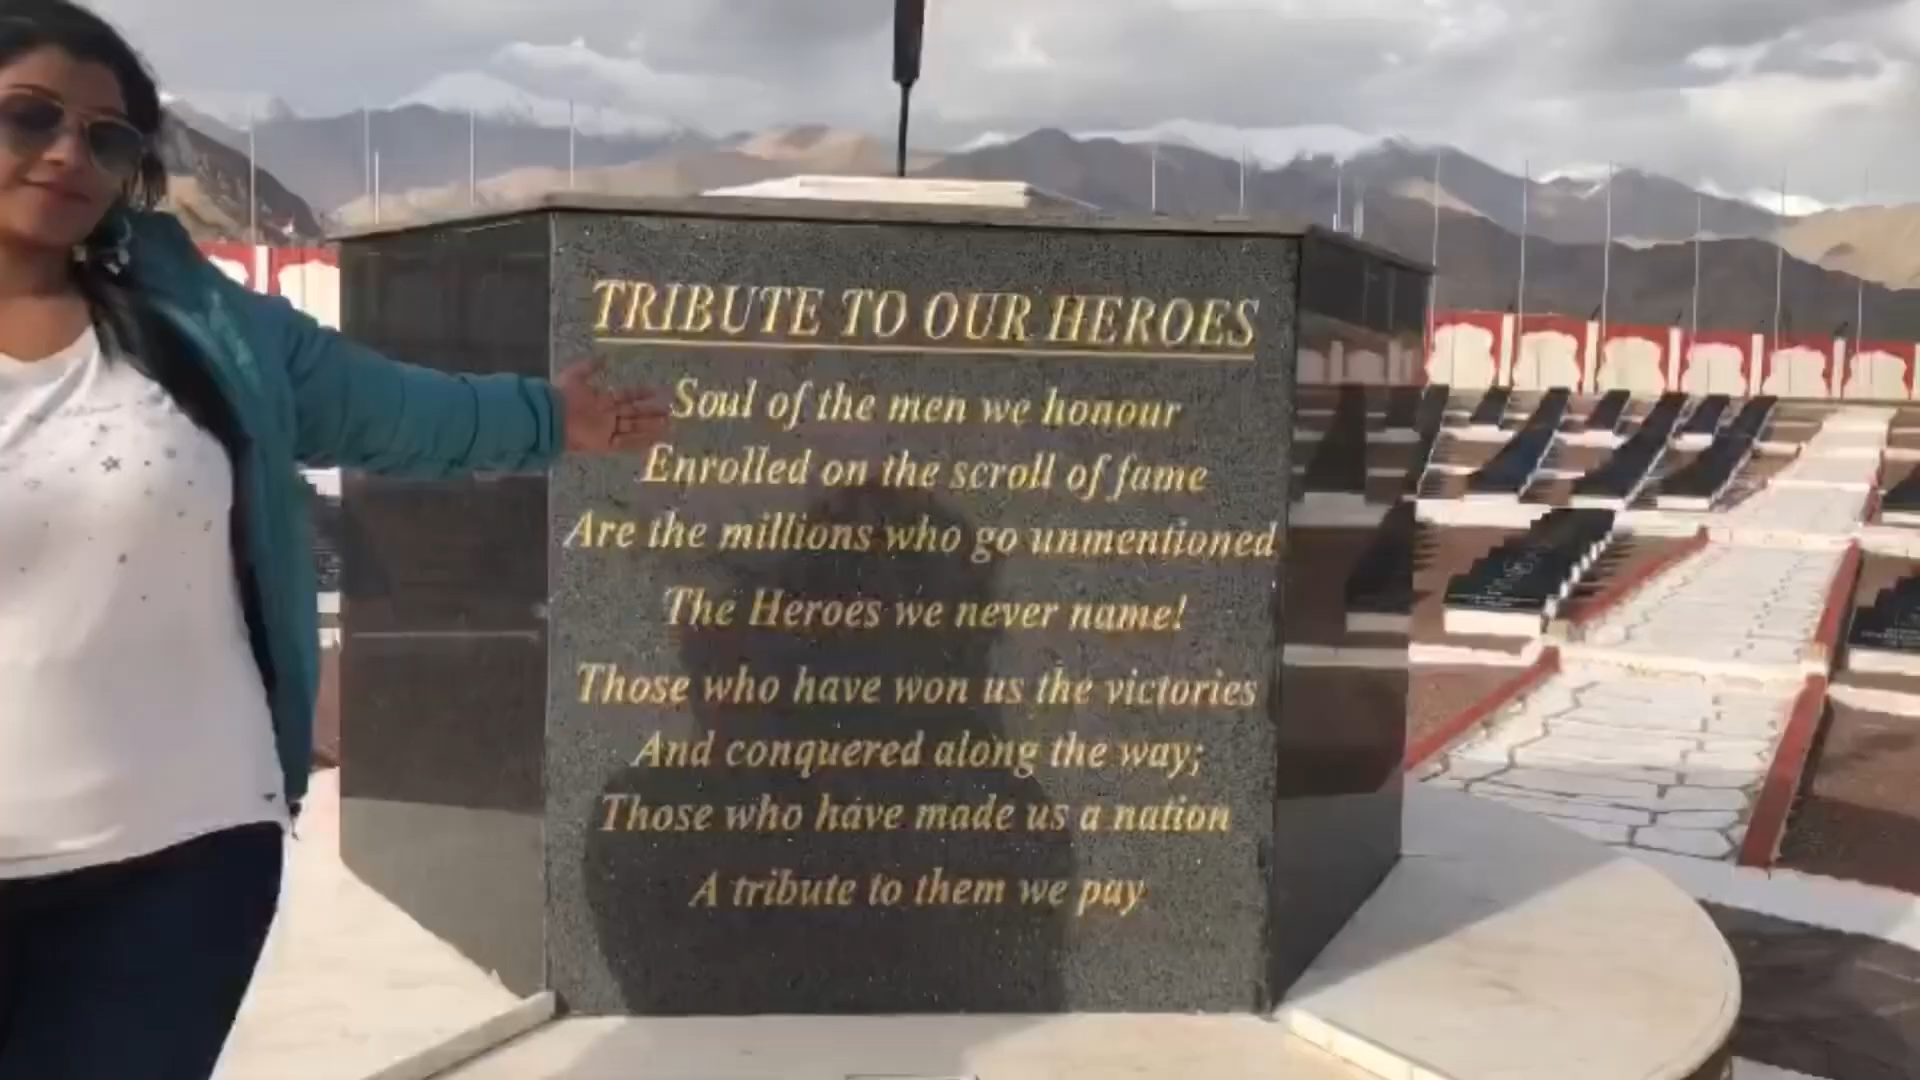 TRIBUTE TO OUR HEROES
Soul of the men we honour
Enrolled on the scroll of fame
Are the millions who go unmentioned
The Heroes we never name!
Those who have won us the victories
And conquered along the way;
Those who have made us a nation
A tribute to them we pay